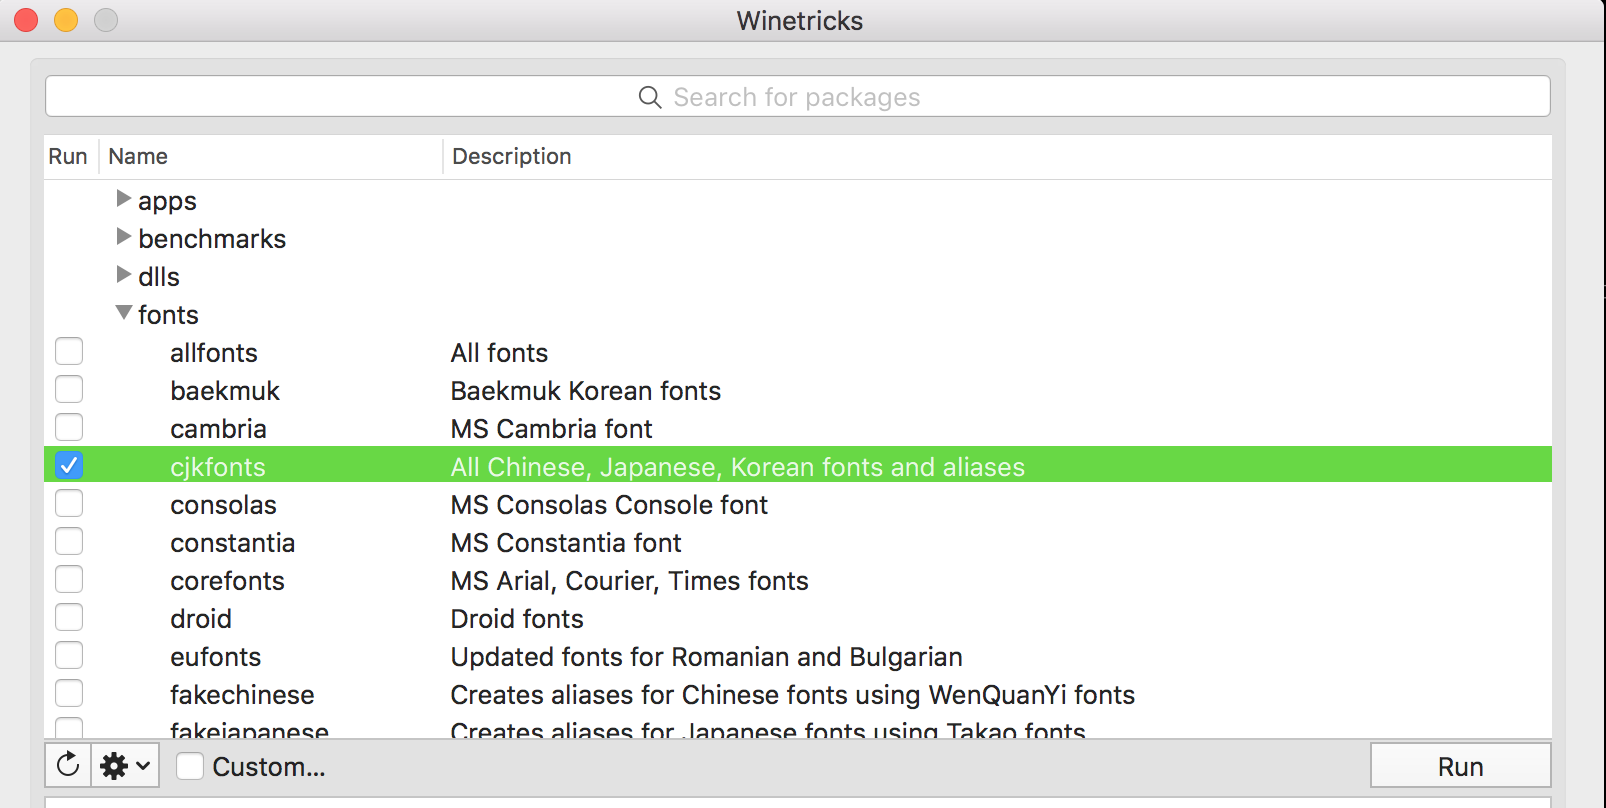 Winetricks
Search for packages
Run Name Description
apps
benchmarks
dlls
fonts
allfonts All fonts
baekmuk Baekmuk Korean fonts
cambria MS Cambria font
cjkfonts All Chinese, Japanese, Korean fonts and aliases
consolas MS Consolas Console font
constantia MS Constantia font
corefonts MS Arial, Courier, Times fonts
droid Droid fonts
eufonts Updated fonts for Romanian and Bulgarian
fakechinese Creates aliases for Chinese fonts using WenQuanYi fonts
fakejapanese Creates aliases for Japanese fonts using Takao fonts
Custom... Run